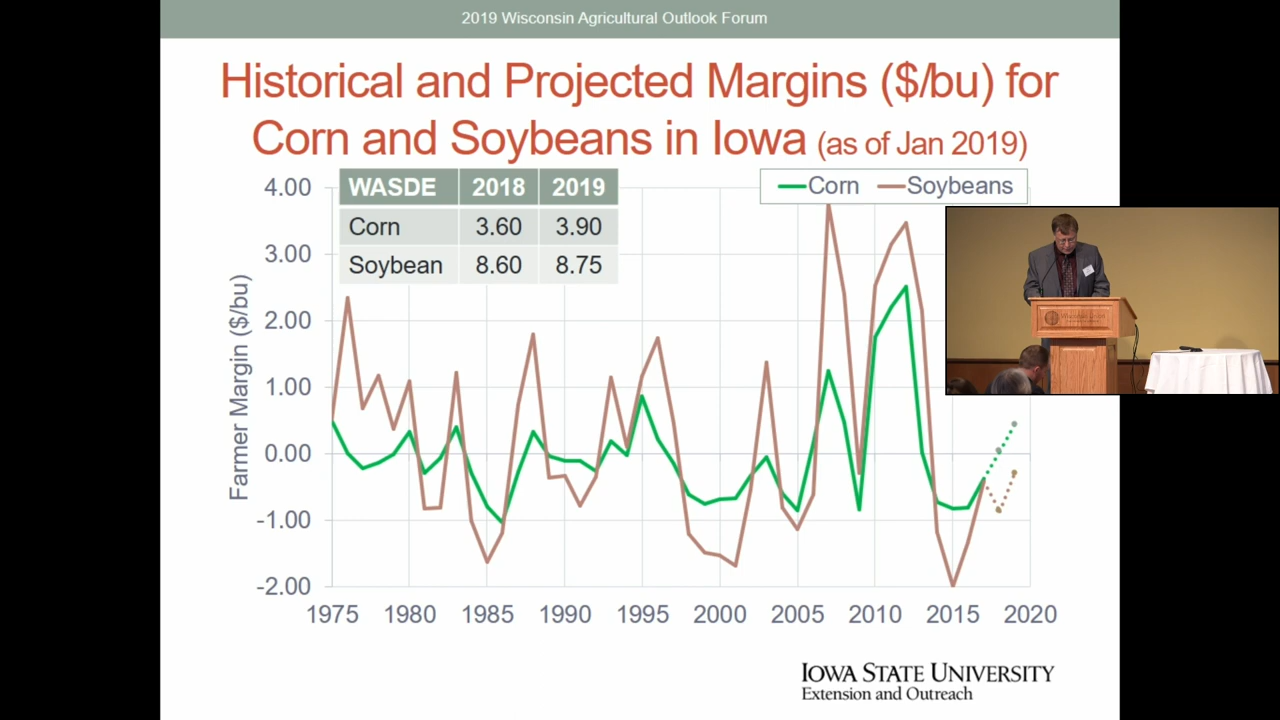 2019 Wisconsin Agricultural Outlook Forum
Historical and Projected Margins ($/bu) for
Corn and Soybeans in Iowa (as of Jan 2019)
WASDE 2018 2019
Corn 3.60 3.90
Soybean 8.60 8.75
Corn Soybeans
Farmer Margin ($/bu)
4.00
3.00
2.00
1.00
0.00
-1.00
-2.00
1975 1980 1985 1990 1995 2000 2005 2010 2015 2020
IOWA STATE UNIVERSITY
Extension and Outreach
Wisconsin Union